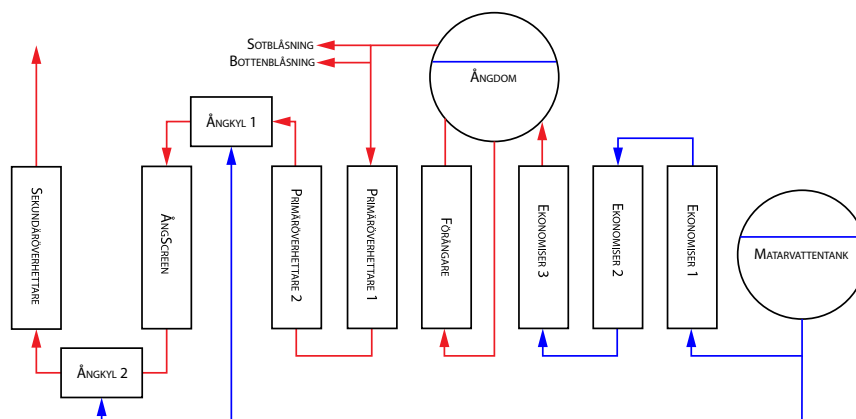 Sotblåsning
Bottenblåsning
Ångdom
Ångkyl 1
Sekundäröverhettare
ÅngScreen
Primäröverhettare 2
Primäröverhettare 1
Förångare
Ekonomiser 3
Ekonomiser 2
Ekonomiser 1
Matarvattentank
Ångkyl 2